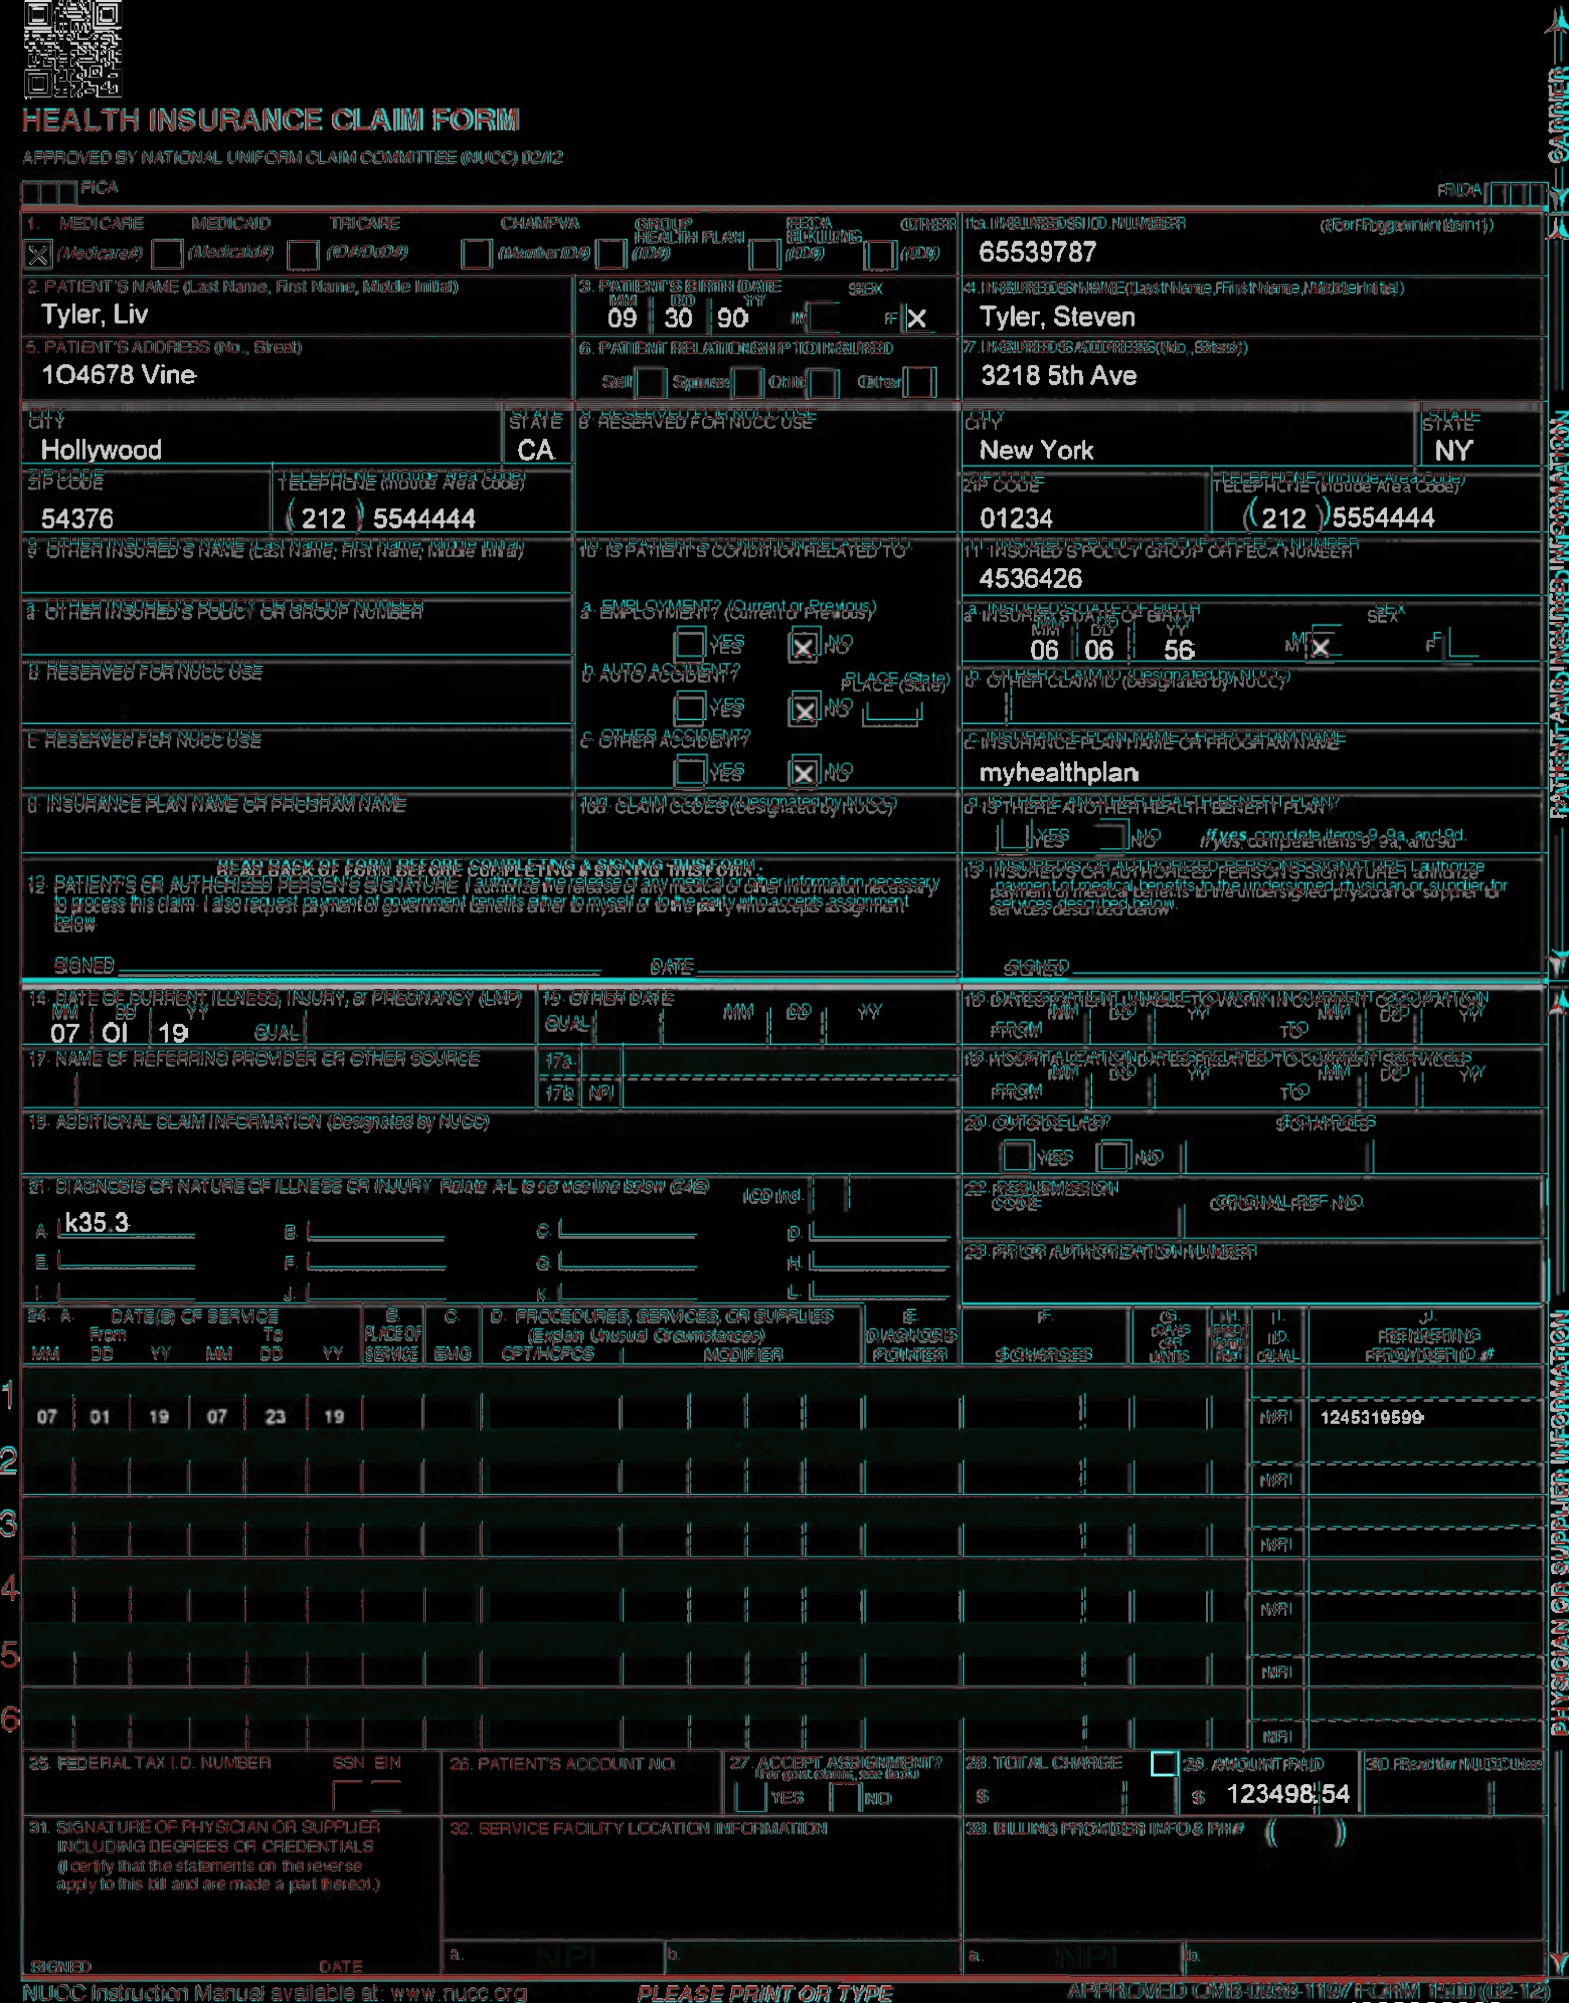 HEALTH INSURANCE CLAIM FORM
APPROVED BY NATIONAL UNIFORM CLAIM COMMITTEE (NUCC) 02/12
PICA PICA
1. MEDICARE MEDICAID TRICARE CHAMPVA GROUP HEALTH PLAN FECA BLK LUNG OTHER 1a. INSURED'S I.D. NUMBER (For Program in Item 1)
(Medicare#) (Medicaid#) (ID#/DoD#) (Member ID#) (ID#) (ID#) (ID#) 65539787
2. PATIENT'S NAME (Last Name, First Name, Middle Initial) 3. PATIENT'S BIRTH DATE SEX 4. INSURED'S NAME (Last Name, First Name, Middle Initial)
MM DD YY
Tyler, Liv 09 30 90 M F X Tyler, Steven
5. PATIENT'S ADDRESS (No., Street) 6. PATIENT RELATIONSHIP TO INSURED 7. INSURED'S ADDRESS (No., Street)
1O4678 Vine Self Spouse Child Other 3218 5th Ave
CITY STATE 8. RESERVED FOR NUCC USE CITY STATE
Hollywood CA New York NY
ZIP CODE TELEPHONE (Include Area Code) ZIP CODE TELEPHONE (Include Area Code)
54376 ( 212 ) 5544444 01234 ( 212 ) 5554444
9. OTHER INSURED'S NAME (Last Name, First Name, Middle Initial) 10. IS PATIENT'S CONDITION RELATED TO: 11. INSURED'S POLICY GROUP OR FECA NUMBER
4536426
a. OTHER INSURED'S POLICY OR GROUP NUMBER a. EMPLOYMENT? (Current or Previous) a. INSURED'S DATE OF BIRTH SEX
MM DD YY
YES X NO 06 06 56 M X F
b. RESERVED FOR NUCC USE b. AUTO ACCIDENT? PLACE (State) b. OTHER CLAIM ID (Designated by NUCC)
YES X NO
c. RESERVED FOR NUCC USE c. OTHER ACCIDENT? c. INSURANCE PLAN NAME OR PROGRAM NAME
YES X NO myhealthplan
d. INSURANCE PLAN NAME OR PROGRAM NAME 10d. CLAIM CODES (Designated by NUCC) d. IS THERE ANOTHER HEALTH BENEFIT PLAN?
YES NO If yes, complete items 9, 9a, and 9d.
READ BACK OF FORM BEFORE COMPLETING & SIGNING THIS FORM.
12. PATIENT'S OR AUTHORIZED PERSON'S SIGNATURE I authorize the release of any medical or other information necessary
to process this claim. I also request payment of government benefits either to myself or to the party who accepts assignment
below.
13. INSURED'S OR AUTHORIZED PERSON'S SIGNATURE I authorize
payment of medical benefits to the undersigned physician or supplier for
services described below.
SIGNED DATE SIGNED
14. DATE OF CURRENT ILLNESS, INJURY, or PREGNANCY (LMP) 15. OTHER DATE 16. DATES PATIENT UNABLE TO WORK IN CURRENT OCCUPATION
MM DD YY MM DD YY MM DD YY MM DD YY
07 OI 19 QUAL. QUAL. FROM TO
17. NAME OF REFERRING PROVIDER OR OTHER SOURCE 17a. 18. HOSPITALIZATION DATES RELATED TO CURRENT SERVICES
MM DD YY MM DD YY
17b. NPI FROM TO
19. ADDITIONAL CLAIM INFORMATION (Designated by NUCC) 20. OUTSIDE LAB? $ CHARGES
YES NO
21. DIAGNOSIS OR NATURE OF ILLNESS OR INJURY Relate A-L to service line below (24E) ICD Ind. 22. RESUBMISSION CODE ORIGINAL REF. NO.
A. k35.3 B. C. D.
E. F. G. H. 23. PRIOR AUTHORIZATION NUMBER
I. J. K. L.
24. A. DATE(S) OF SERVICE B. C. D. PROCEDURES, SERVICES, OR SUPPLIES E. F. G. H. I. J.
From To PLACE OF (Explain Unusual Circumstances) DIAGNOSIS DAYS OR ID. RENDERING
MM DD YY MM DD YY SERVICE EMG CPT/HCPCS MODIFIER POINTER $ CHARGES UNITS QUAL. PROVIDER ID. #
1
07 01 19 07 23 19 NPI 1245319599
2 NPI
3 NPI
4 NPI
5 NPI
6 NPI
25. FEDERAL TAX I.D. NUMBER SSN EIN 26. PATIENT'S ACCOUNT NO. 27. ACCEPT ASSIGNMENT? 28. TOTAL CHARGE 29. AMOUNT PAID 30. Rsvd for NUCC Use
(For govt. claims, see back)
YES NO $ $ 123498 54
31. SIGNATURE OF PHYSICIAN OR SUPPLIER 32. SERVICE FACILITY LOCATION INFORMATION 33. BILLING PROVIDER INFO & PH # ( )
INCLUDING DEGREES OR CREDENTIALS
(I certify that the statements on the reverse
apply to this bill and are made a part thereof.)
SIGNED DATE a. NPI b. a. NPI b.
NUCC Instruction Manual available at: www.nucc.org PLEASE PRINT OR TYPE APPROVED OMB-0938-1197 FORM 1500 (02-12)
CARRIER
PATIENT AND INSURED INFORMATION
PHYSICIAN OR SUPPLIER INFORMATION